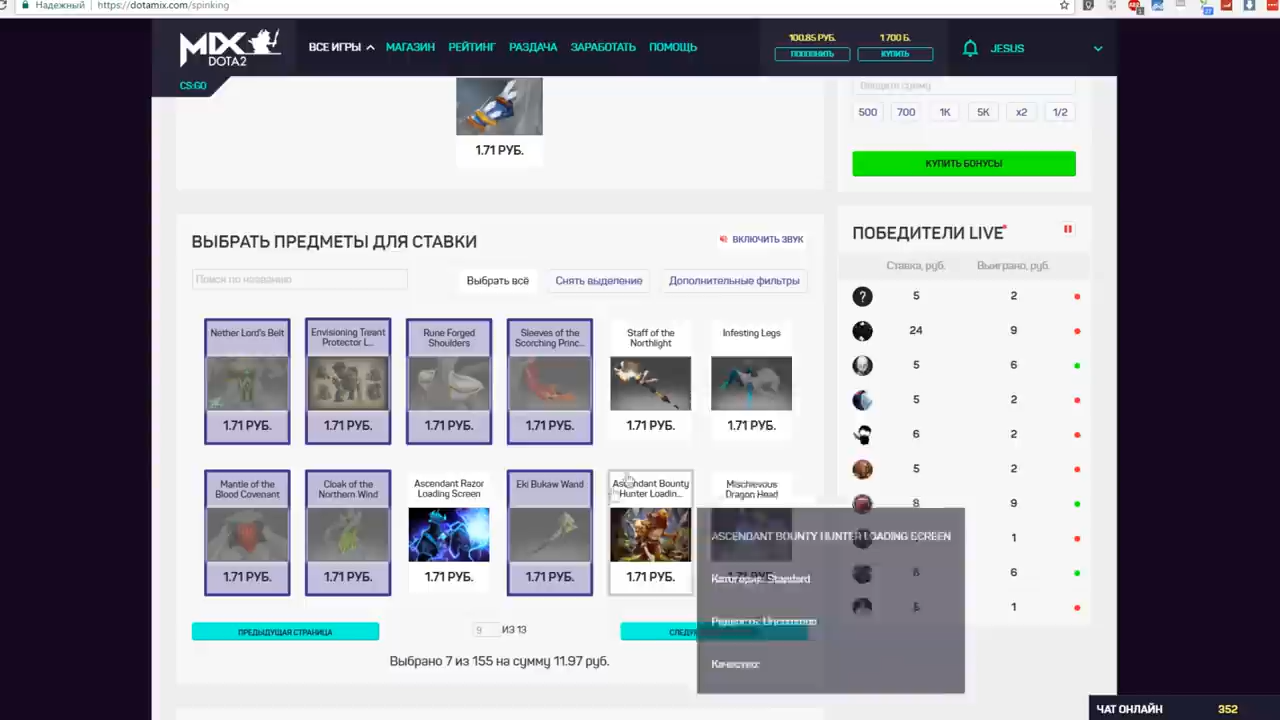 Надежный
https://dotamix.com/spinking
MIX
DOTA2
ВСЕ ИГРЫ
МАГАЗИН
РЕЙТИНГ
РАЗДАЧА
ЗАРАБОТАТЬ
ПОМОЩЬ
100.85 РУБ.
ПОПОЛНИТЬ
1 700 Б.
КУПИТЬ
JESUS
CS:GO
1.71 РУБ.
Введите сумму
500
700
1K
5K
x2
1/2
КУПИТЬ БОНУСЫ
ВЫБРАТЬ ПРЕДМЕТЫ ДЛЯ СТАВКИ
ВКЛЮЧИТЬ ЗВУК
Поиск по названию
Выбрать всё
Снять выделение
Дополнительные фильтры
Nether Lord's Belt
1.71 РУБ.
Envisioning Treant
Protector L...
1.71 РУБ.
Rune Forged
Shoulders
1.71 РУБ.
Sleeves of the
Scorching Princ...
1.71 РУБ.
Staff of the
Northlight
1.71 РУБ.
Infesting Legs
1.71 РУБ.
Mantle of the
Blood Covenant
1.71 РУБ.
Cloak of the
Northern Wind
1.71 РУБ.
Ascendant Razor
Loading Screen
1.71 РУБ.
Eki Bukaw Wand
1.71 РУБ.
Ascendant Bounty
Hunter Loadin...
1.71 РУБ.
Mischievous
Dragon Head
ASCENDANT BOUNTY HUNTER LOADING SCREEN
Категория: Standard
Редкость: Uncommon
Качество:
ПРЕДЫДУЩАЯ СТРАНИЦА
9
ИЗ 13
Выбрано 7 из 155 на сумму 11.97 руб.
ПОБЕДИТЕЛИ LIVE
Ставка, руб.
Выиграно, руб.
5 2
24 9
5 6
5 2
6 2
5 2
8 9
1
6
1
ЧАТ ОНЛАЙН
352